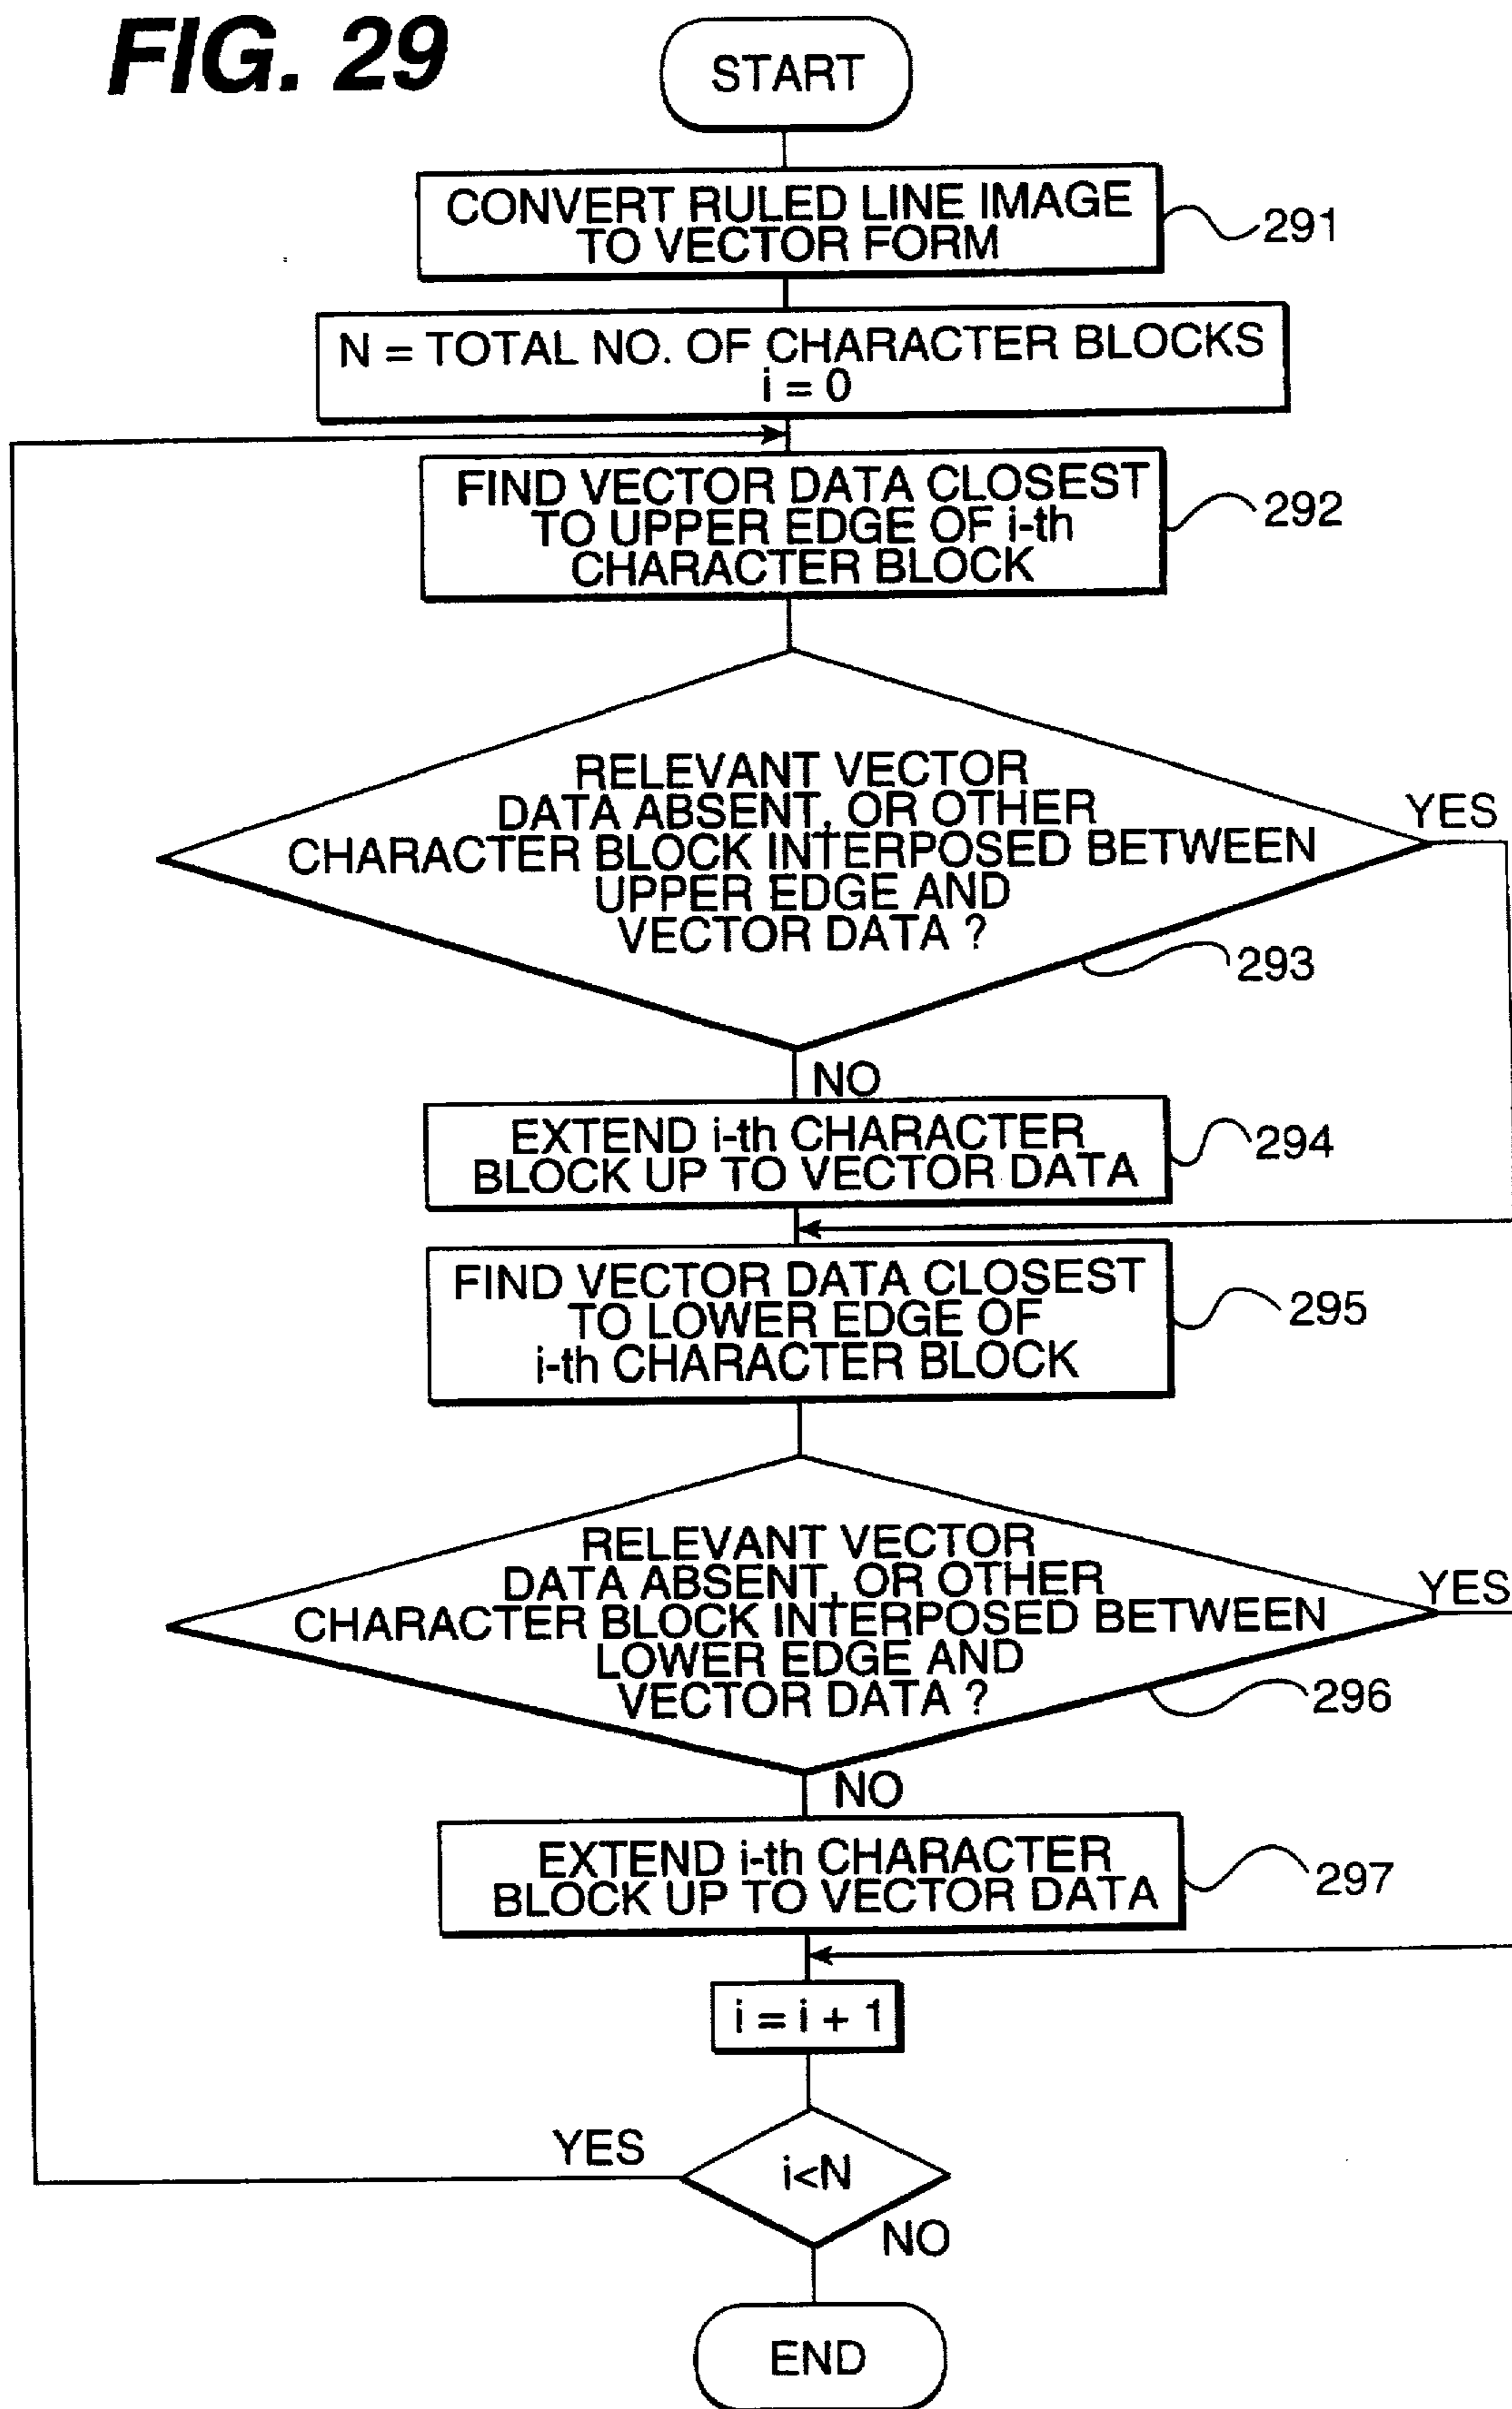 FIG. 29
START
CONVERT RULED LINE IMAGE
TO VECTOR FORM
291
N = TOTAL NO. OF CHARACTER BLOCKS
i = 0
FIND VECTOR DATA CLOSEST
TO UPPER EDGE OF i-th
CHARACTER BLOCK
292
RELEVANT VECTOR
DATA ABSENT, OR OTHER
CHARACTER BLOCK INTERPOSED BETWEEN
UPPER EDGE AND
VECTOR DATA ?
YES
293
NO
EXTEND i-th CHARACTER
BLOCK UP TO VECTOR DATA
294
FIND VECTOR DATA CLOSEST
TO LOWER EDGE OF
i-th CHARACTER BLOCK
295
RELEVANT VECTOR
DATA ABSENT, OR OTHER
CHARACTER BLOCK INTERPOSED BETWEEN
LOWER EDGE AND
VECTOR DATA ?
YES
296
NO
EXTEND i-th CHARACTER
BLOCK UP TO VECTOR DATA
297
i = i + 1
YES
i<N
NO
END